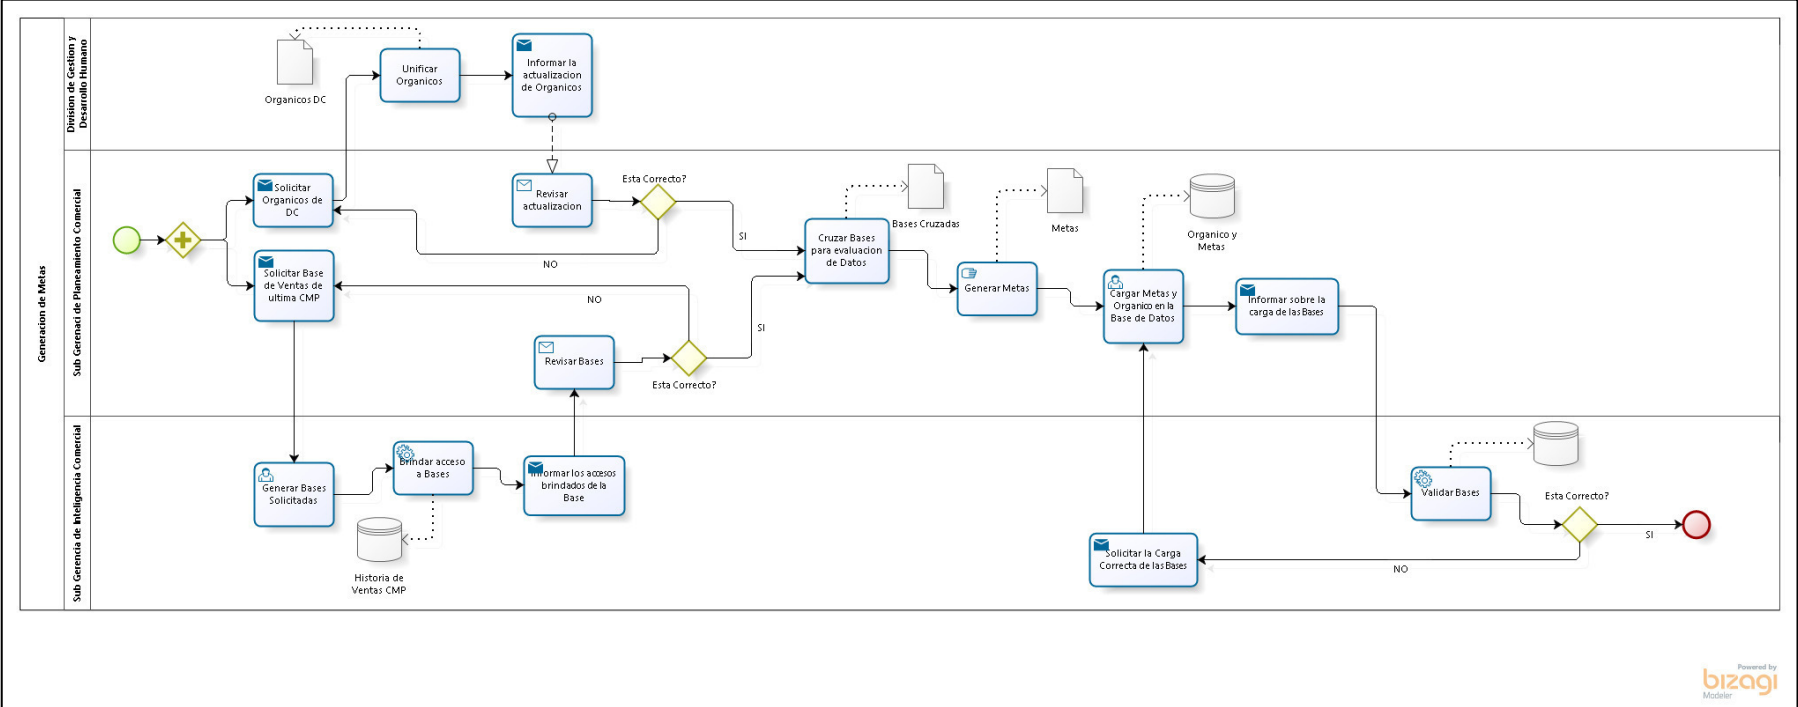 Generacion de Metas
Division de Gestion y
Desarrollo Humano
Organicos DC
Unificar
Organicos
Informar la
actualizacion
de Organicos
Sub Gerenaci de Planeamiento Comercial
Solicitar
Organicos de
DC
Solicitar Base
de Ventas de
ultima CMP
Revisar
actualizacion
Esta Correcto?
SI
NO
NO
Revisar Bases
Esta Correcto?
SI
Cruzar Bases
para evaluacion
de Datos
Bases Cruzadas
Generar Metas
Metas
Cargar Metas y
Organico en la
Base de Datos
Organico y
Metas
Informar sobre la
carga de las Bases
Sub Gerencia de Inteligencia Comercial
Generar Bases
Solicitadas
Brindar acceso
a Bases
Historia de
Ventas CMP
Informar los accesos
brindados de la
Base
Solicitar la Carga
Correcta de las Bases
Validar Bases
Esta Correcto?
SI
NO
Powered by
bizagi
Modeler